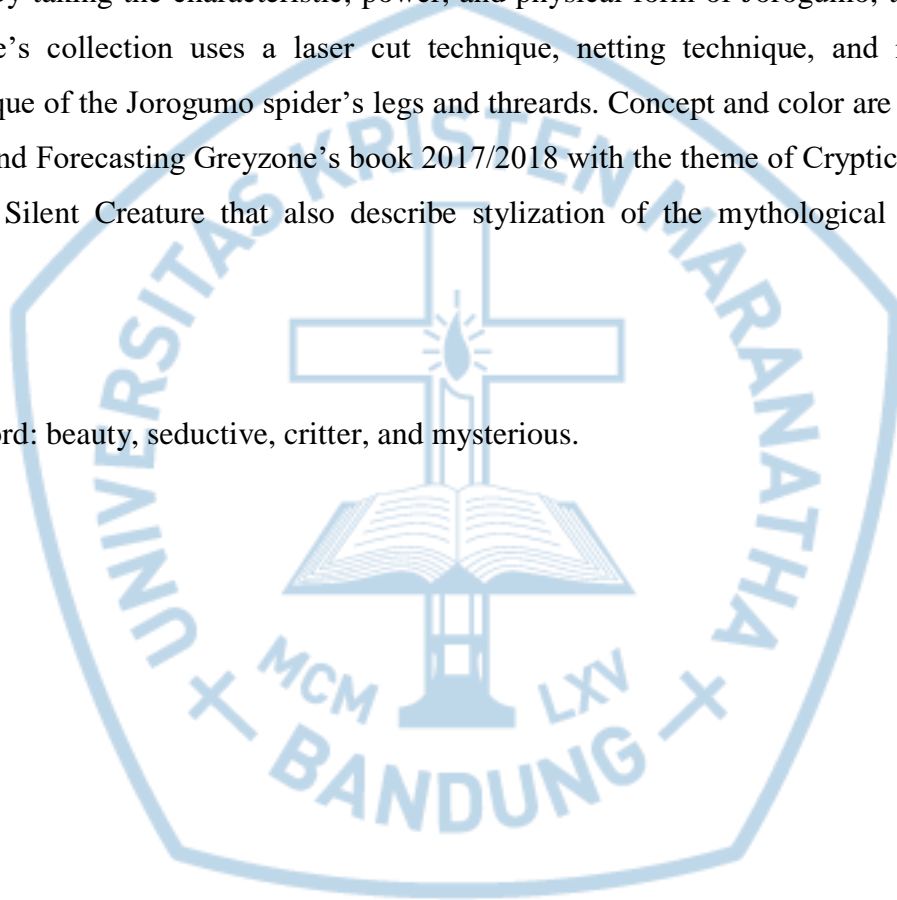 y taking the characteristic, power, and physical form of Jorogumo, t
e's collection uses a laser cut technique, netting technique, and
que of the Jorogumo spider's legs and threards. Concept and color are
nd Forecasting Greyzone's book 2017/2018 with the theme of Cryptic
Silent Creature that also describe stylization of the mythological
ord: beauty, seductive, critter, and mysterious.
UNIVERSITAS KRISTEN MARANATHA
MCM LXV
BANDUNG